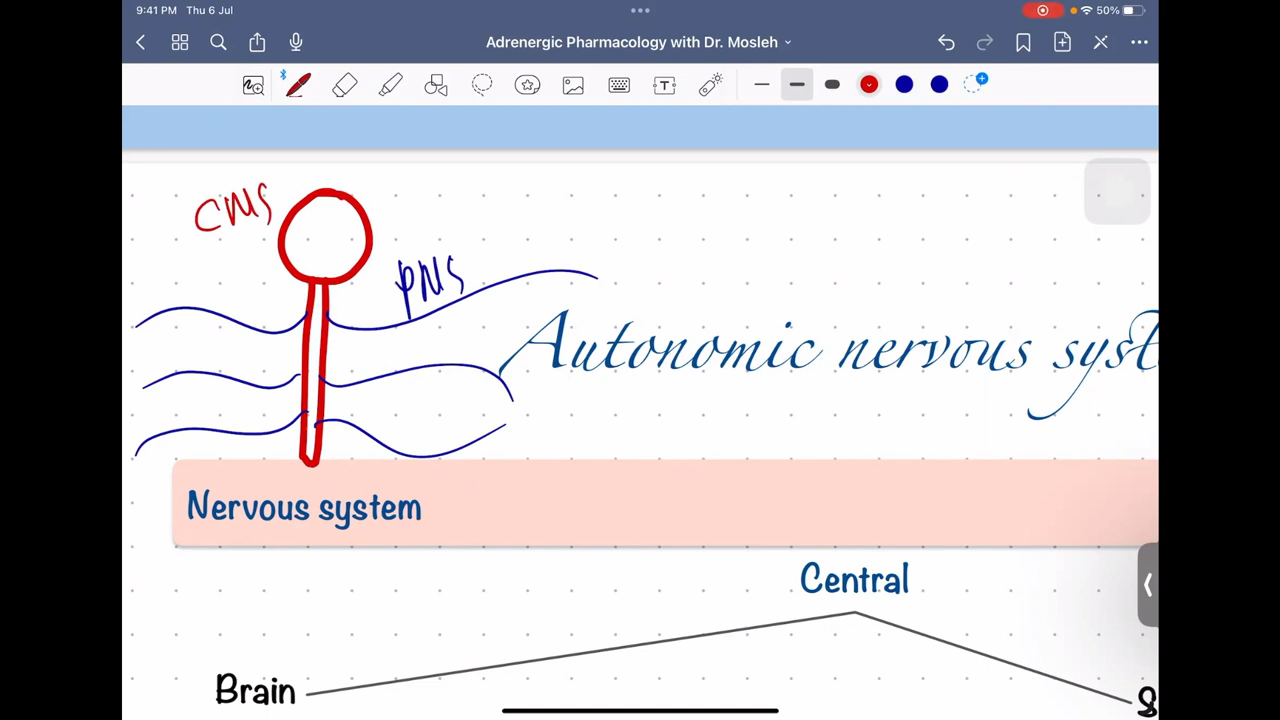 9:41 PM Thu 6 Jul
50%
Adrenergic Pharmacology with Dr. Mosleh
CNS
PNS
Autonomic nervous syst
Nervous system
Central
Brain
S